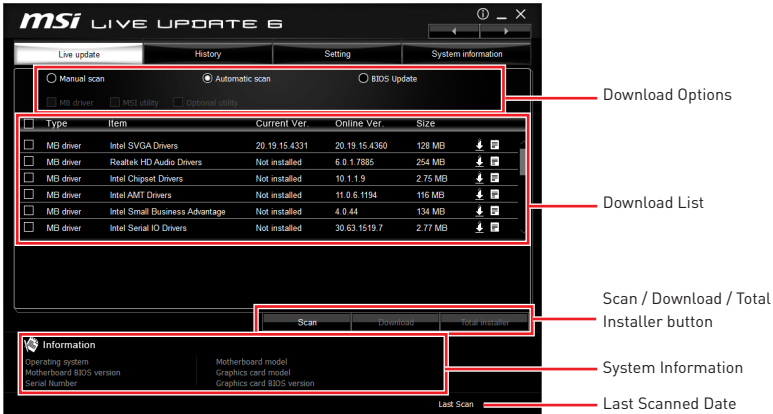 msi LIVE UPDATE 6
Live update History Setting System information
Manual scan Automatic scan BIOS Update
MB driver MSI utility Optional utility
Download Options
Type Item Current Ver. Online Ver. Size
MB driver Intel SVGA Drivers 20.19.15.4331 20.19.15.4360 128 MB
MB driver Realtek HD Audio Drivers Not installed 6.0.1.7885 254 MB
MB driver Intel Chipset Drivers Not installed 10.1.1.9 2.75 MB
MB driver Intel AMT Drivers Not installed 11.0.6.1194 116 MB
Download List
MB driver Intel Small Business Advantage Not installed 4.0.44 134 MB
MB driver Intel Serial IO Drivers Not installed 30.63.1519.7 2.77 MB
Scan / Download / Total
Installer button
Scan Download Total installer
Information
Operating system Motherboard model
Motherboard BIOS version Graphics card model
Serial Number Graphics card BIOS version
System Information
Last Scan
Last Scanned Date